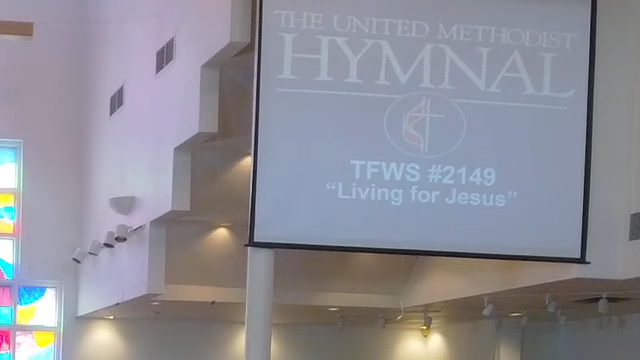 THE UNITED METHODIST
HYMNAL
TFWS #2149
“Living for Jesus”